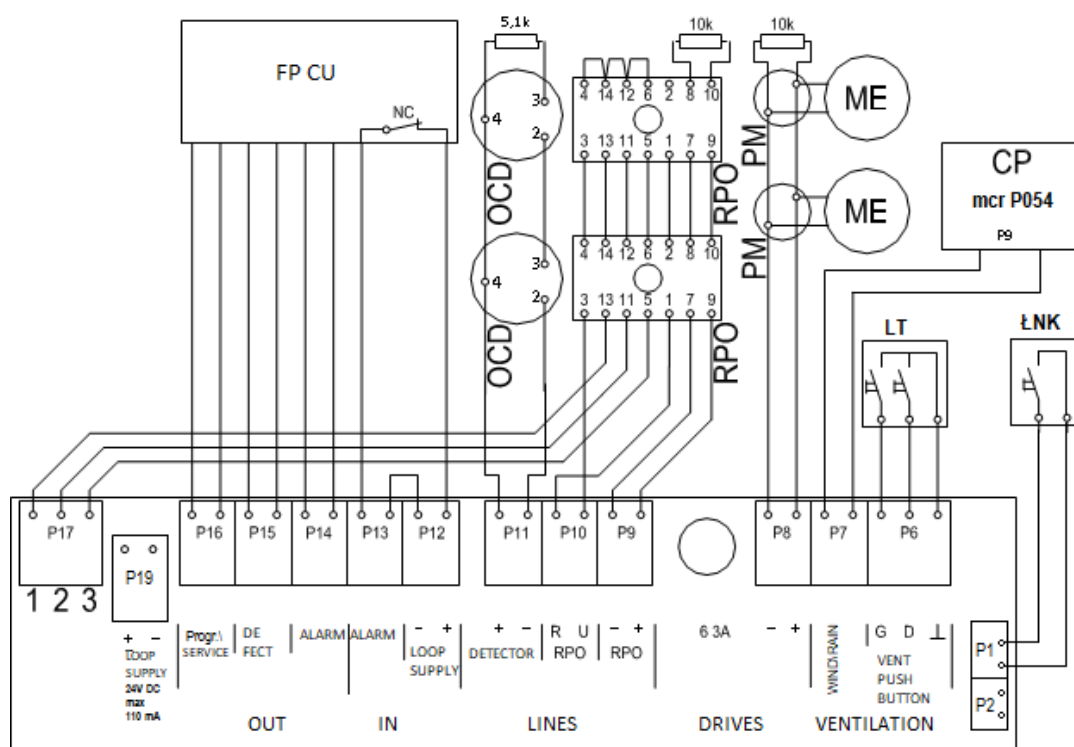 5,1k
10k
10k
FP CU
NC
4 14 12 6 2 8 10
3
4
2
ME
PM
OCD
3 13 11 5 1 7 9
RPO
CP
mcr P054
P9
ME
PM
4 14 12 6 2 8 10
3
4
2
3 13 11 5 1 7 9
OCD
RPO
LT
ŁNK
P17
P16
P15
P14
P13
P12
P11
P10
P9
P8
P7
P6
P19
1 2 3
+ -
LOOP
SUPPLY
24V DC
max
110 mA
Progr.\
SERVICE
DE
FECT
ALARM
ALARM
- +
LOOP
SUPPLY
+ -
DETECTOR
R U
RPO
- +
RPO
6 3A
- +
WIND\RAIN
G D ⊥
VENT
PUSH
BUTTON
P1
P2
OUT
IN
LINES
DRIVES
VENTILATION